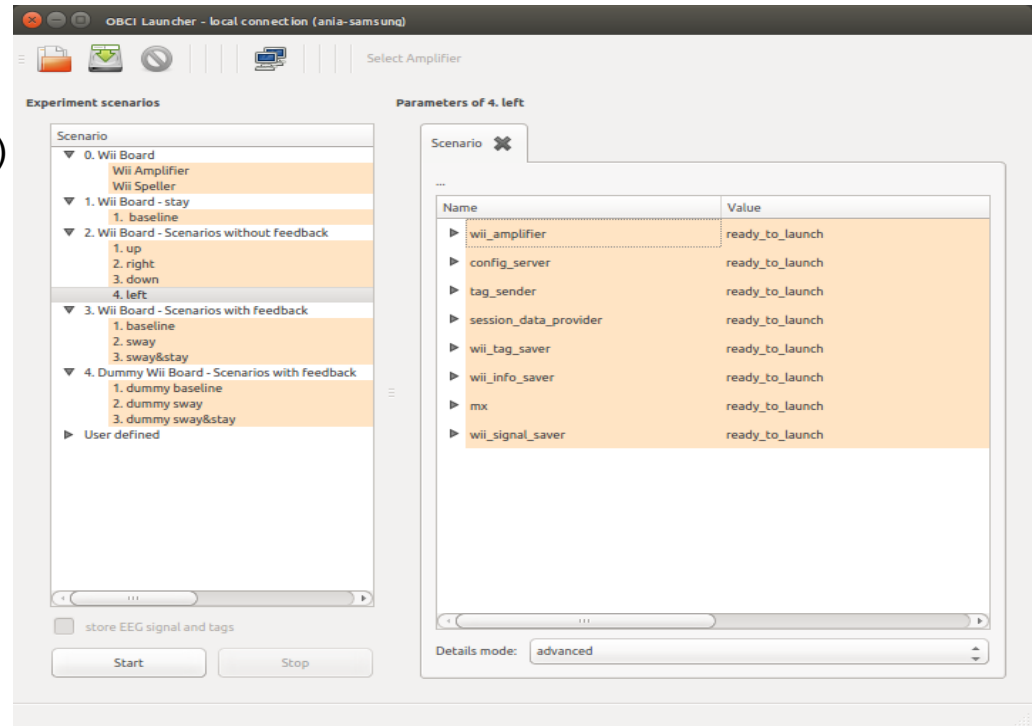 OBCI Launcher - local connection (ania-samsung)
Select Amplifier
)
Experiment scenarios
Scenario
0. Wii Board
Wii Amplifier
Wii Speller
1. Wii Board - stay
1. baseline
2. Wii Board - Scenarios without feedback
1. up
2. right
3. down
4. left
3. Wii Board - Scenarios with feedback
1. baseline
2. sway
3. sway&stay
4. Dummy Wii Board - Scenarios with feedback
1. dummy baseline
2. dummy sway
3. dummy sway&stay
User defined
store EEG signal and tags
Start Stop
Parameters of 4. left
Scenario
...
Name Value
wii_amplifier ready_to_launch
config_server ready_to_launch
tag_sender ready_to_launch
session_data_provider ready_to_launch
wii_tag_saver ready_to_launch
wii_info_saver ready_to_launch
mx ready_to_launch
wii_signal_saver ready_to_launch
Details mode: advanced